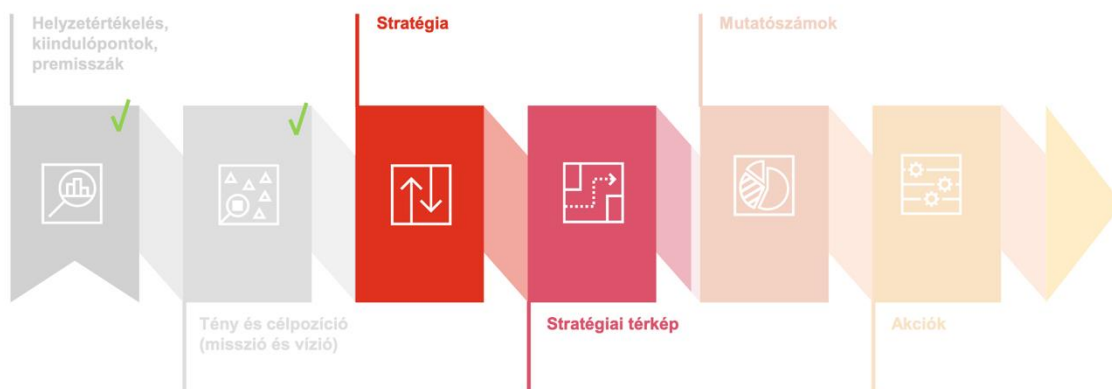 Helyzetértékelés,
kiindulópontok,
premisszák
Stratégia
Mutatószámok
Tény és célpozíció
(misszió és vízió)
Stratégiai térkép
Akciók